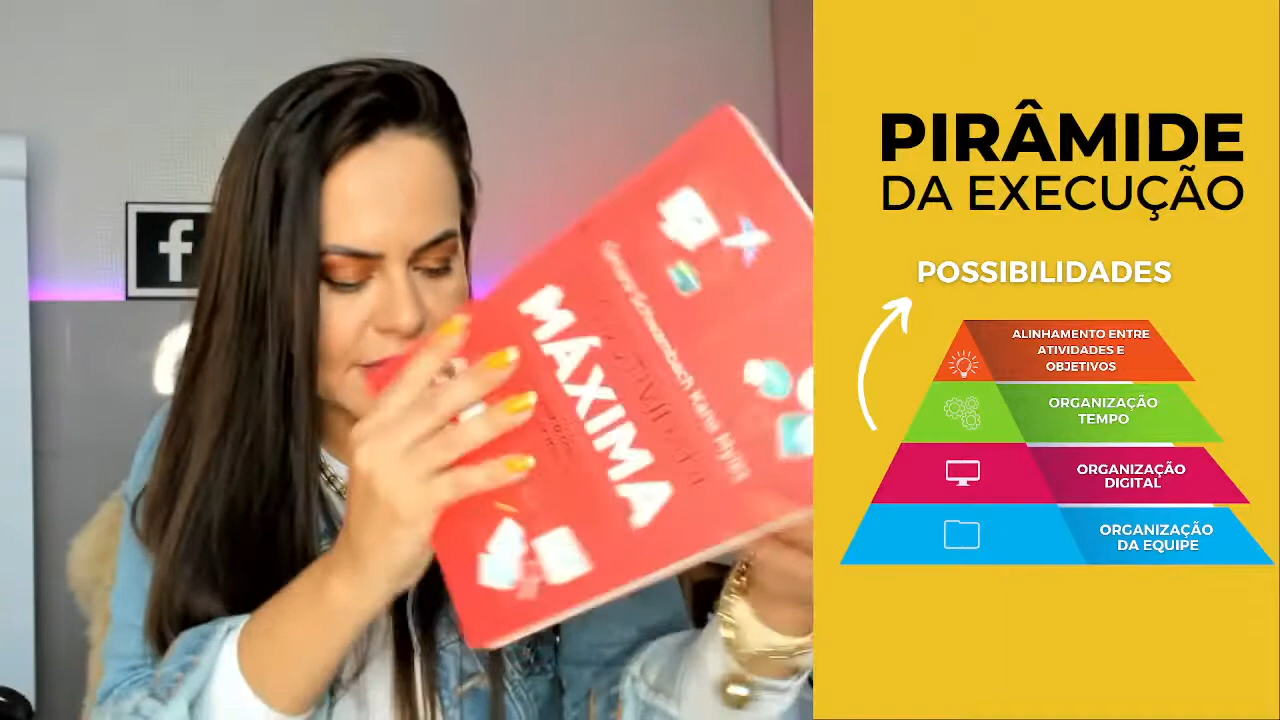 f
MÁXIMA
PIRÂMIDE
DA EXECUÇÃO
POSSIBILIDADES
ALINHAMENTO ENTRE
ATIVIDADES E
OBJETIVOS
ORGANIZAÇÃO
TEMPO
ORGANIZAÇÃO
DIGITAL
ORGANIZAÇÃO
DA EQUIPE